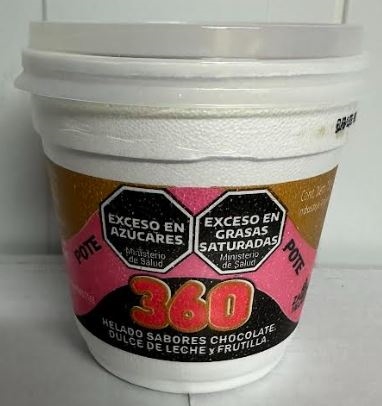 EXCESO EN
AZÚCARES
Ministerio
de Salud
EXCESO EN
GRASAS
SATURADAS
Ministerio
de Salud
POTE
POTE
360
HELADO SABORES CHOCOLATE,
DULCE DE LECHE y FRUTILLA.